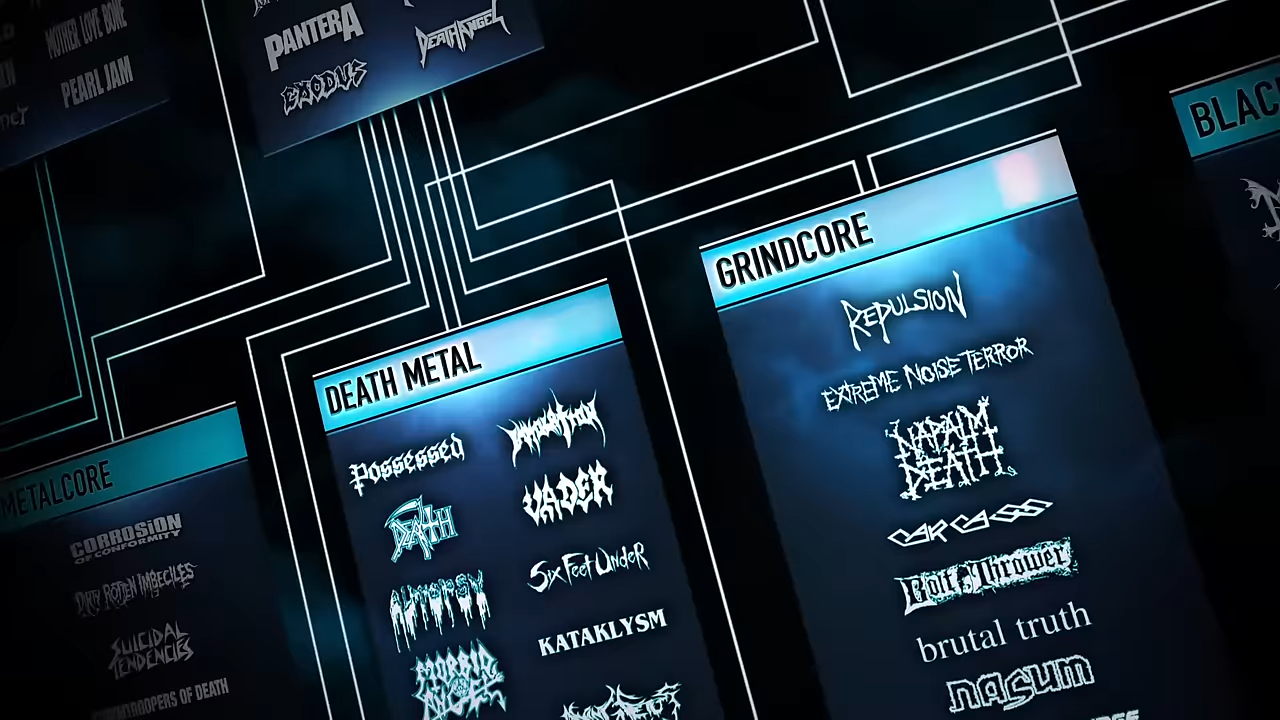 MOTHER LOVE BONE
PEARL JAM
PANTERA
DEATH ANGEL
EXODUS
BLAC
GRINDCORE
REPULSION
EXTREME NOISE TERROR
NAPALM
DEATH
CARCASS
Bolt Thrower
brutal truth
nasum
DEATH METAL
Possessed
IMMOLATION
DEATH
VADER
AUTOPSY
Six Feet Under
MORBID
ANGEL
KATAKLYSM
METALCORE
CORROSION
OF CONFORMITY
DIRTY ROTTEN IMBECILES
SUICIDAL
TENDENCIES
TROOPERS OF DEATH